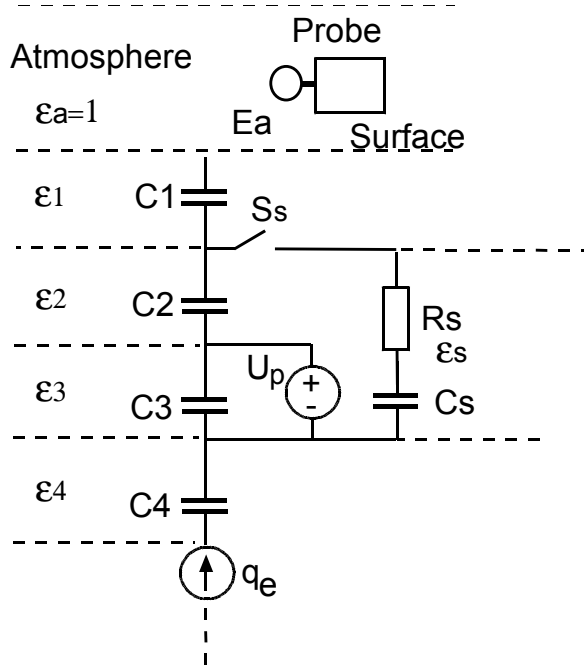 Probe
Atmosphere
εa=1
Ea
Surface
ε1
C1
Ss
ε2
C2
Rs
εs
Up
+
-
ε3
C3
Cs
ε4
C4
qe